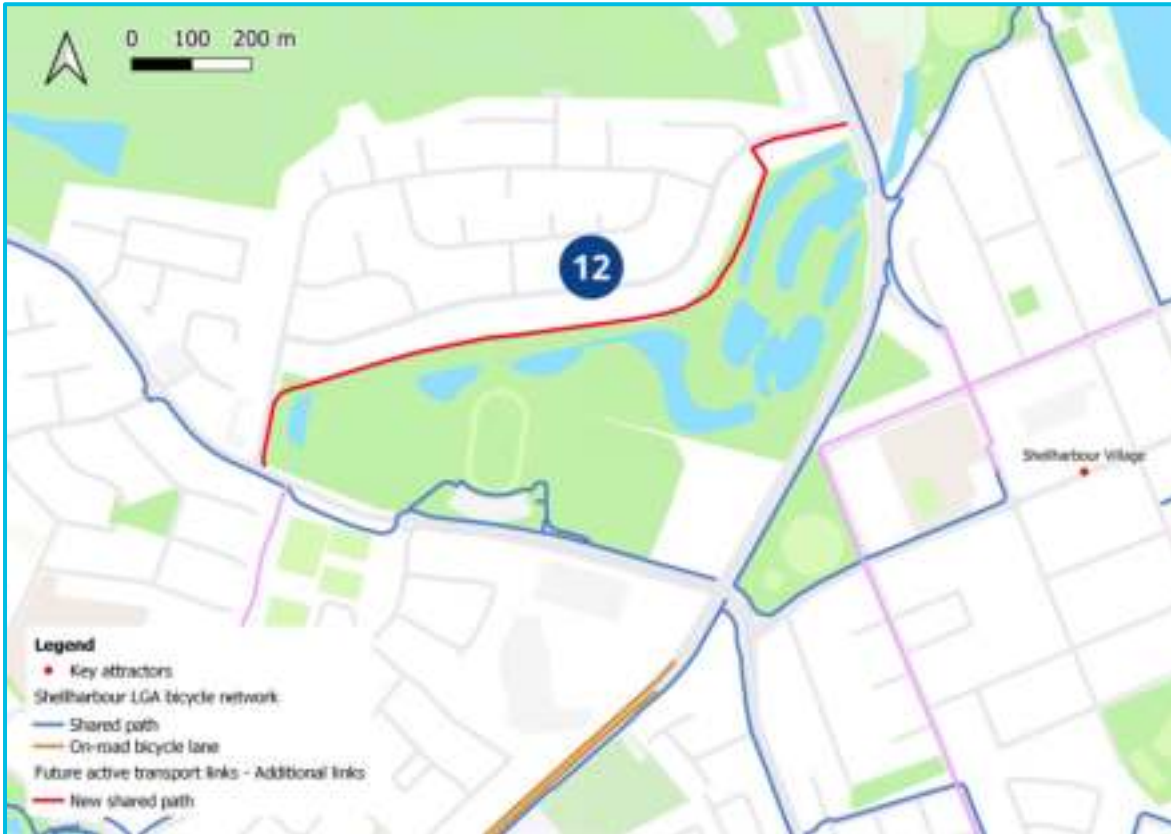 0 100 200 m
12
Shellharbour Village
Legend
Key attractors
Shellharbour LGA bicycle network
Shared path
On-road bicycle lane
Future active transport links - Additional links
New shared path